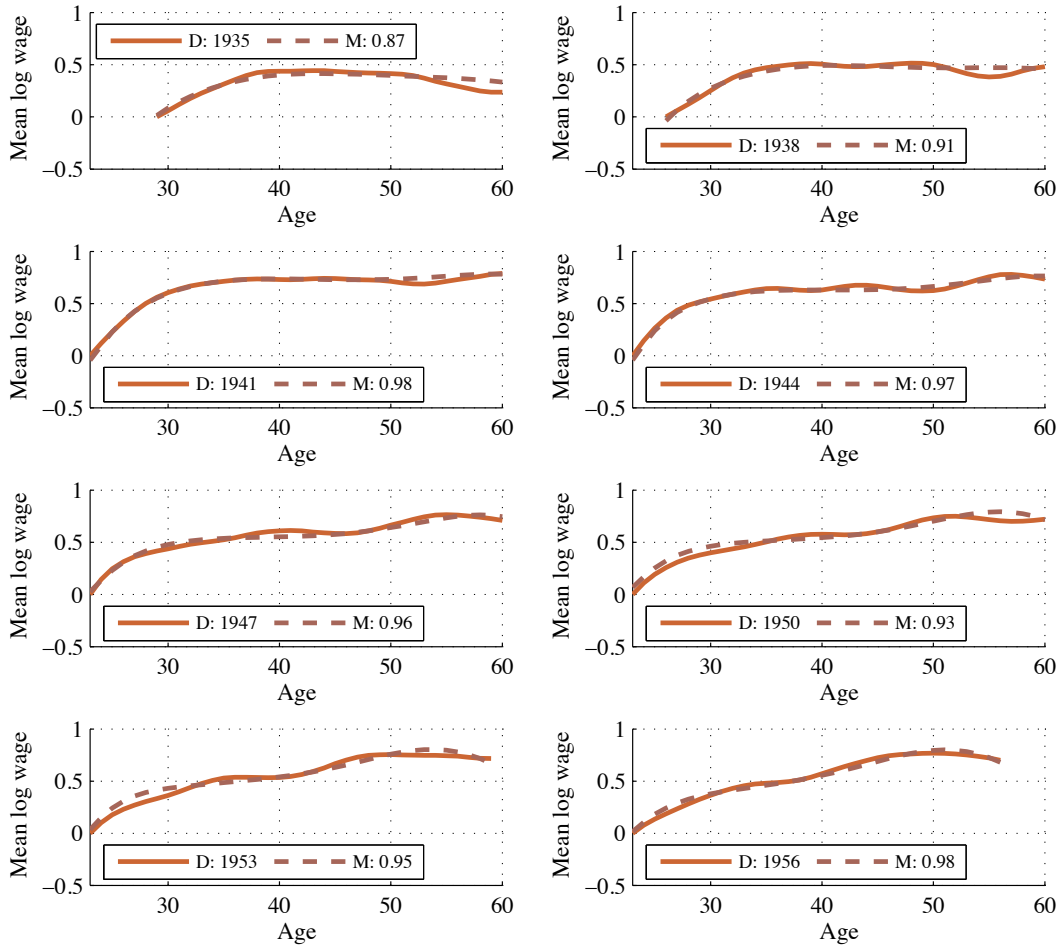 Mean log wage
1
0.5
0
–0.5
D: 1935 M: 0.87
30 40 50 60
Age
Mean log wage
1
0.5
0
–0.5
D: 1938 M: 0.91
30 40 50 60
Age
Mean log wage
1
0.5
0
–0.5
D: 1941 M: 0.98
30 40 50 60
Age
Mean log wage
1
0.5
0
–0.5
D: 1944 M: 0.97
30 40 50 60
Age
Mean log wage
1
0.5
0
–0.5
D: 1947 M: 0.96
30 40 50 60
Age
Mean log wage
1
0.5
0
–0.5
D: 1950 M: 0.93
30 40 50 60
Age
Mean log wage
1
0.5
0
–0.5
D: 1953 M: 0.95
30 40 50 60
Age
Mean log wage
1
0.5
0
–0.5
D: 1956 M: 0.98
30 40 50 60
Age